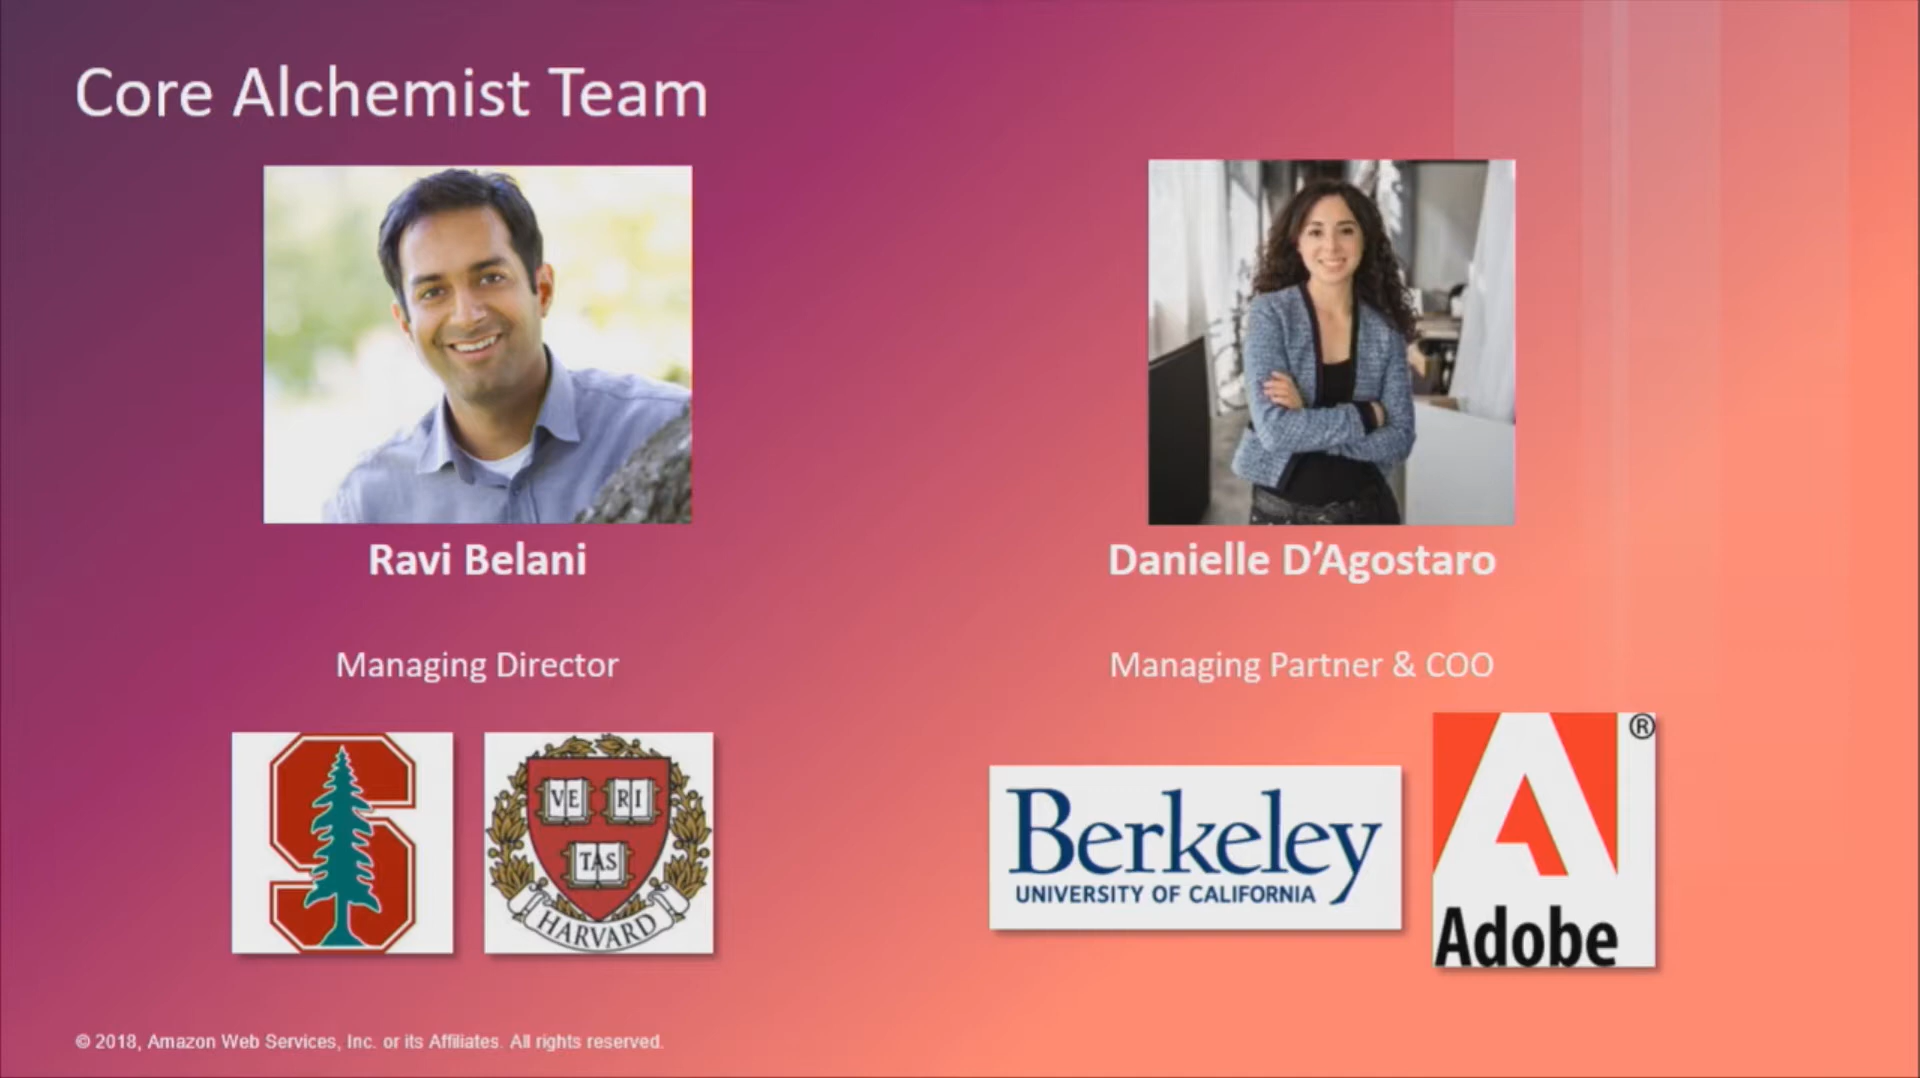 Core Alchemist Team
Ravi Belani
Danielle D'Agostaro
Managing Director
Managing Partner & COO
S
VE RI
TAS
HARVARD
Berkeley
UNIVERSITY OF CALIFORNIA
®
Adobe
© 2018, Amazon Web Services, Inc. or its Affiliates. All rights reserved.